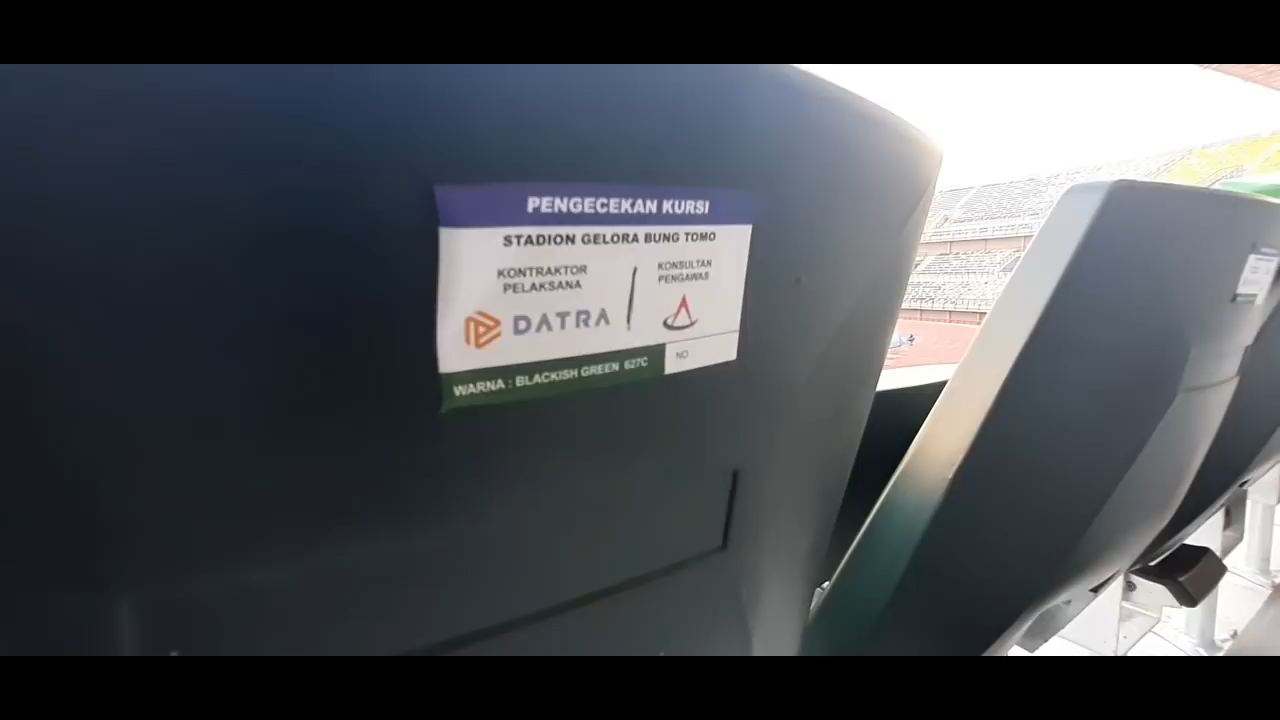 PENGECEKAN KURSI
STADION GELORA BUNG TOMO
KONTRAKTOR
PELAKSANA
KONSULTAN
PENGAWAS
DATRA
WARNA : BLACKISH GREEN 627C
NO